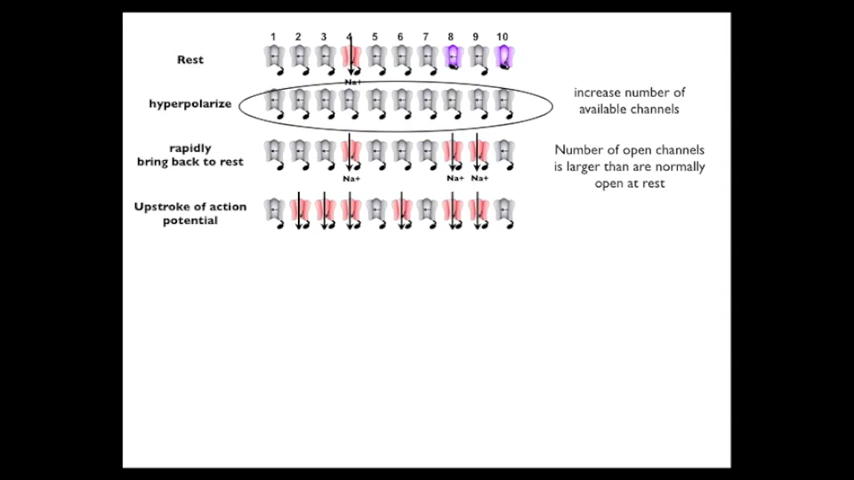 1 2 3 4 5 6 7 8 9 10
Rest
Na+
hyperpolarize
increase number of
available channels
rapidly
bring back to rest
Na+ Na+ Na+
Number of open channels
is larger than are normally
open at rest
Upstroke of action
potential